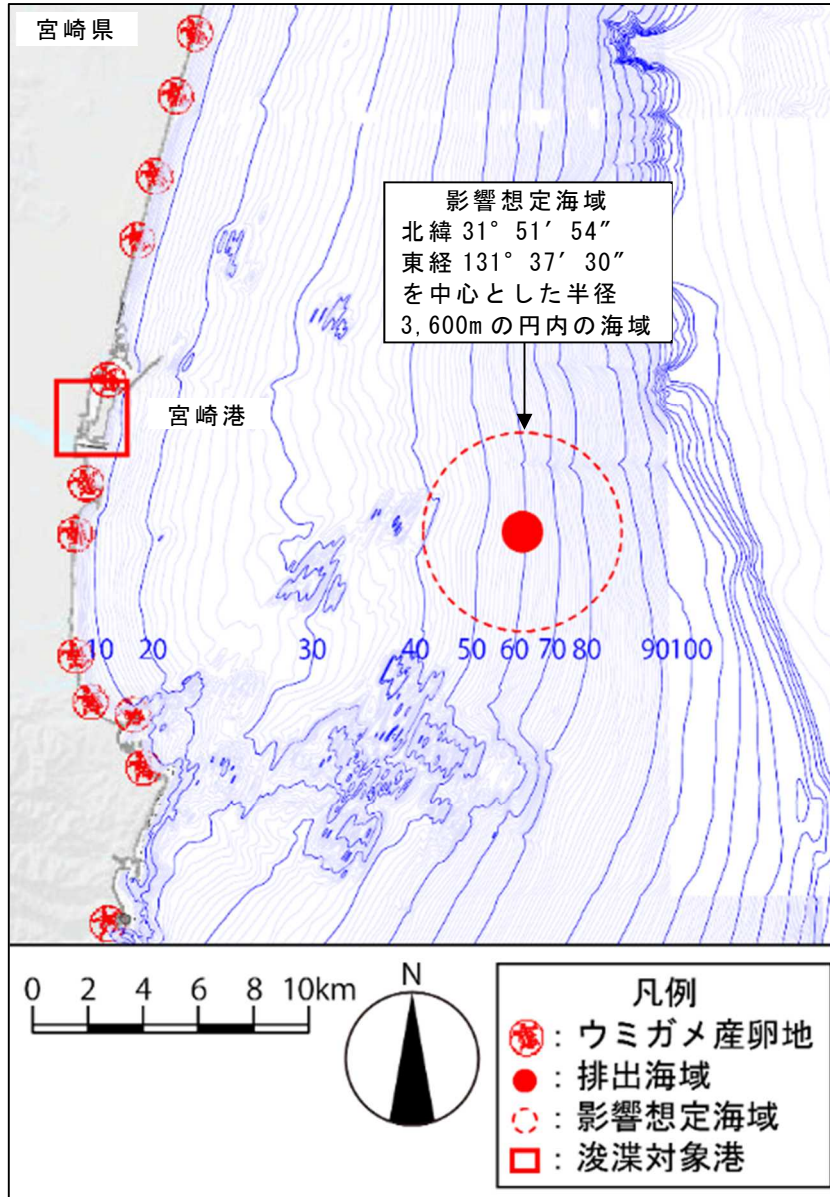 宮崎県
影響想定海域
北緯 31° 51′ 54″
東経 131° 37′ 30″
を中心とした半径
3,600m の円内の海域
宮崎港
10 20 30 40 50 60 70 80 90 100
0 2 4 6 8 10km
N
凡例
: ウミガメ産卵地
: 排出海域
: 影響想定海域
: 浚渫対象港